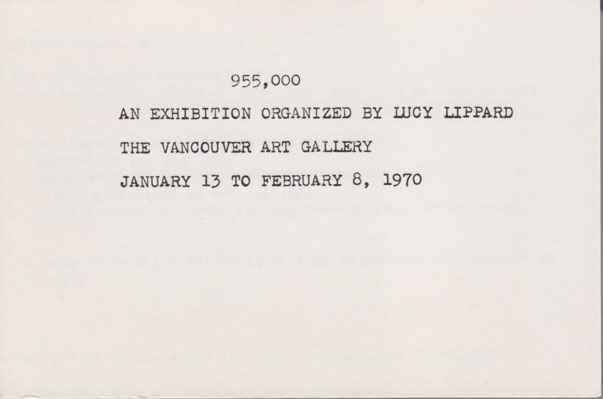 955,000
AN EXHIBITION ORGANIZED BY LUCY LIPPARD
THE VANCOUVER ART GALLERY
JANUARY 13 TO FEBRUARY 8, 1970